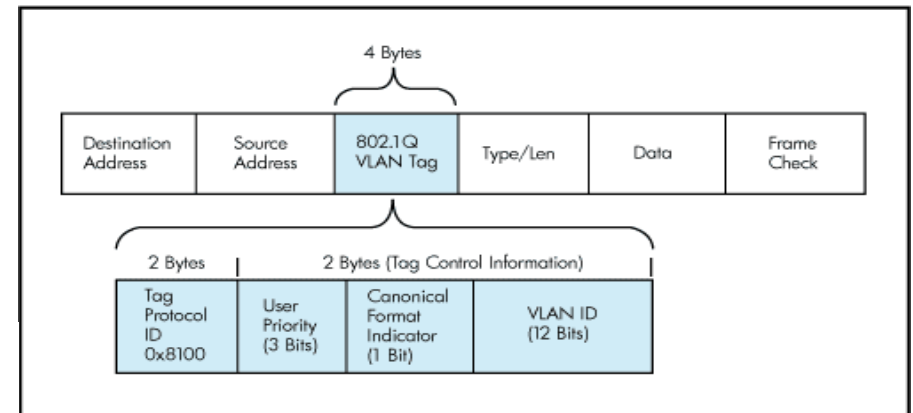 4 Bytes
Destination
Address
Source
Address
802.1Q
VLAN Tag
Type/Len
Data
Frame
Check
2 Bytes
2 Bytes (Tag Control Information)
Tag
Protocol
ID
0x8100
User
Priority
(3 Bits)
Canonical
Format
Indicator
(1 Bit)
VLAN ID
(12 Bits)